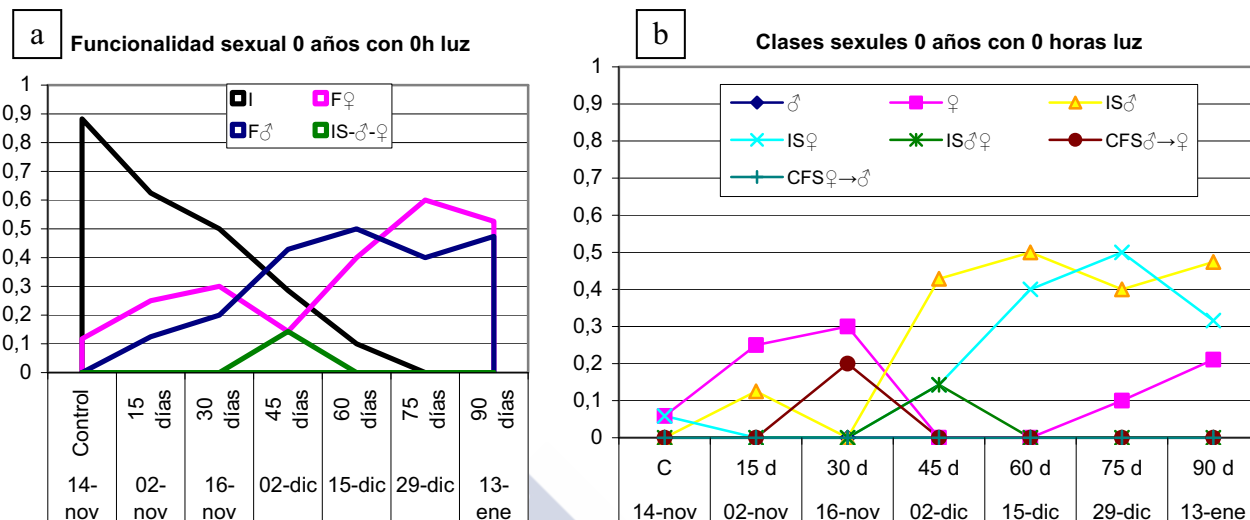 a
Funcionalidad sexual 0 años con 0h luz
I F♀
F♂ IS-♂-♀
1
0,9
0,8
0,7
0,6
0,5
0,4
0,3
0,2
0,1
0
Control 15 días 30 días 45 días 60 días 75 días 90 días
14-nov 02-nov 16-nov 02-dic 15-dic 29-dic 13-ene
b
Clases sexules 0 años con 0 horas luz
♂ ♀ IS♂
IS♀ IS♂♀ CFS♂→♀
CFS♀→♂
1
0,9
0,8
0,7
0,6
0,5
0,4
0,3
0,2
0,1
0
C 15 d 30 d 45 d 60 d 75 d 90 d
14-nov 02-nov 16-nov 02-dic 15-dic 29-dic 13-ene